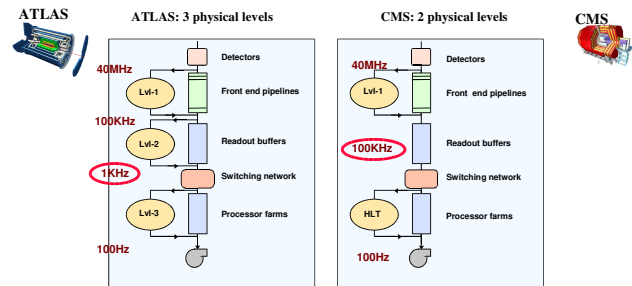 ATLAS
ATLAS: 3 physical levels
Detectors
40MHz
Lvl-1
Front end pipelines
100KHz
Lvl-2
Readout buffers
1KHz
Switching network
Lvl-3
Processor farms
100Hz
CMS: 2 physical levels
CMS
Detectors
40MHz
Lvl-1
Front end pipelines
100KHz
Readout buffers
Switching network
HLT
Processor farms
100Hz